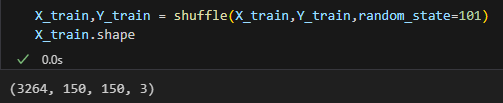 X_train,Y_train = shuffle(X_train,Y_train,random_state=101)
X_train.shape
✓ 0.0s
(3264, 150, 150, 3)